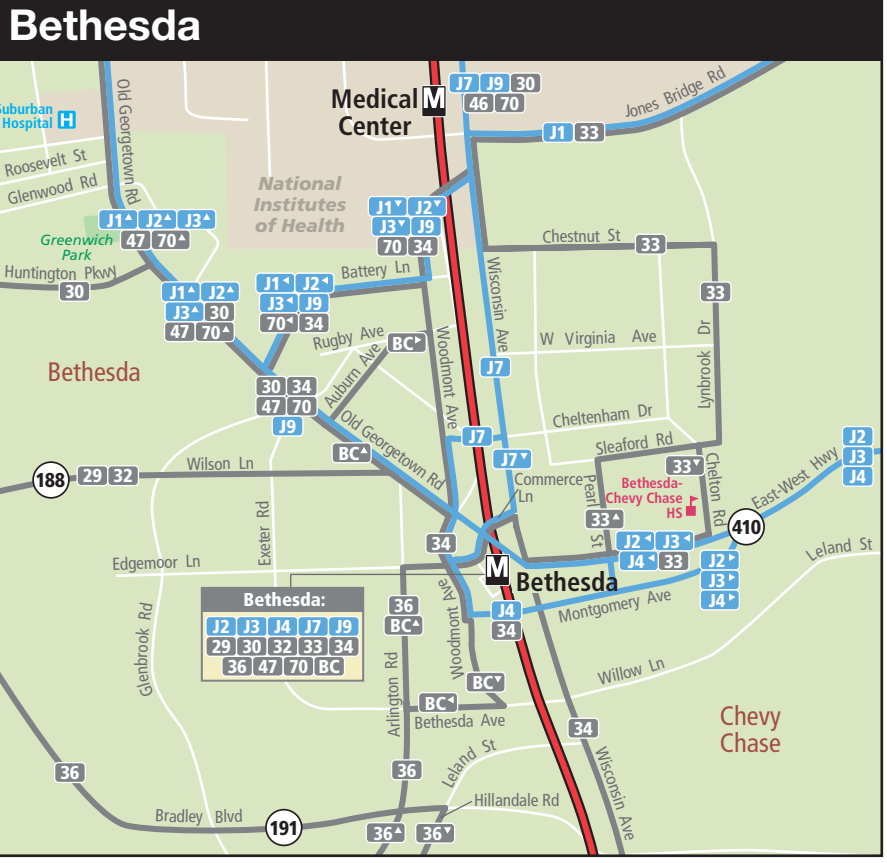 Bethesda
Suburban
Hospital H
Old Georgetown Rd
Medical
Center
M
J7 J9 30
46 70
Jones Bridge Rd
J1 33
Roosevelt St
Glenwood Rd
National
Institutes
of Health
J1▲ J2▲ J3▲
47 70▲
Greenwich
Park
J1▼ J2▼
J3▼ J9
70 34
Chestnut St
33
Huntington Pkwy
30
Battery Ln
J1▲ J2▲
J3▲ 30
47 70▲
J1◄ J2◄
J3◄ J9
70◄ 34
Wisconsin Ave
33
Rugby Ave
BC►
Woodmont Ave
W Virginia Ave
Lynbrook Dr
Bethesda
J7
Auburn Ave
30 34
47 70
J9
Old Georgetown Rd
Cheltenham Dr
J7
Sleaford Rd
J2
J3
J4
BC▲
J7▼
188
29 32
Wilson Ln
Commerce
Ln
Pearl St
33▼
Chelton Rd
Bethesda-
Chevy Chase
HS
East-West Hwy
410
33▲
Exeter Rd
34
J2◄ J3◄
J4◄ 33
Leland St
J2►
J3►
J4►
Edgemoor Ln
M
Bethesda
Bethesda:
J2 J3 J4 J7 J9
29 30 32 33 34
36 47 70 BC
36
BC▲
Woodmont Ave
J4
34
Montgomery Ave
Glenbrook Rd
Arlington Rd
Willow Ln
BC▼
BC◄
Bethesda Ave
34
Chevy
Chase
36
36
Leland St
Wisconsin Ave
Hillandale Rd
Bradley Blvd
191
36▲ 36▼